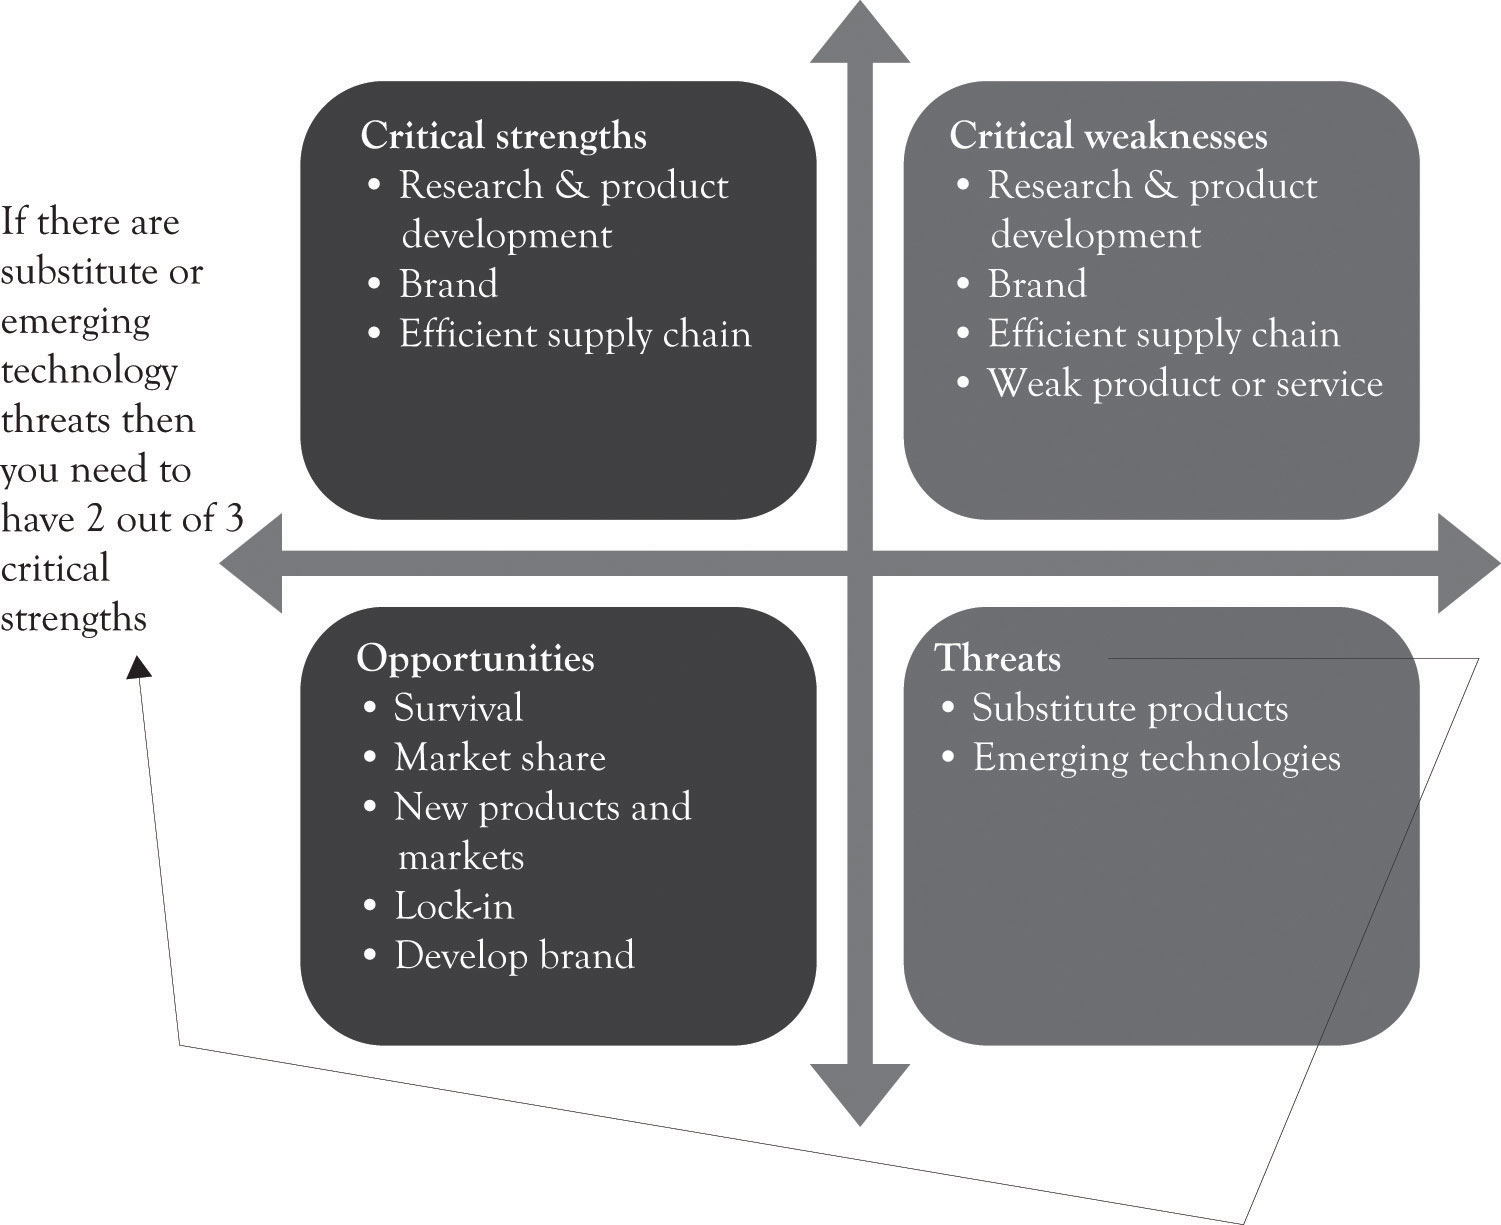 If there are
substitute or
emerging
technology
threats then
you need to
have 2 out of 3
critical
strengths
Critical strengths
• Research & product
development
• Brand
• Efficient supply chain
Critical weaknesses
• Research & product
development
• Brand
• Efficient supply chain
• Weak product or service
Opportunities
• Survival
• Market share
• New products and
markets
• Lock-in
• Develop brand
Threats
• Substitute products
• Emerging technologies